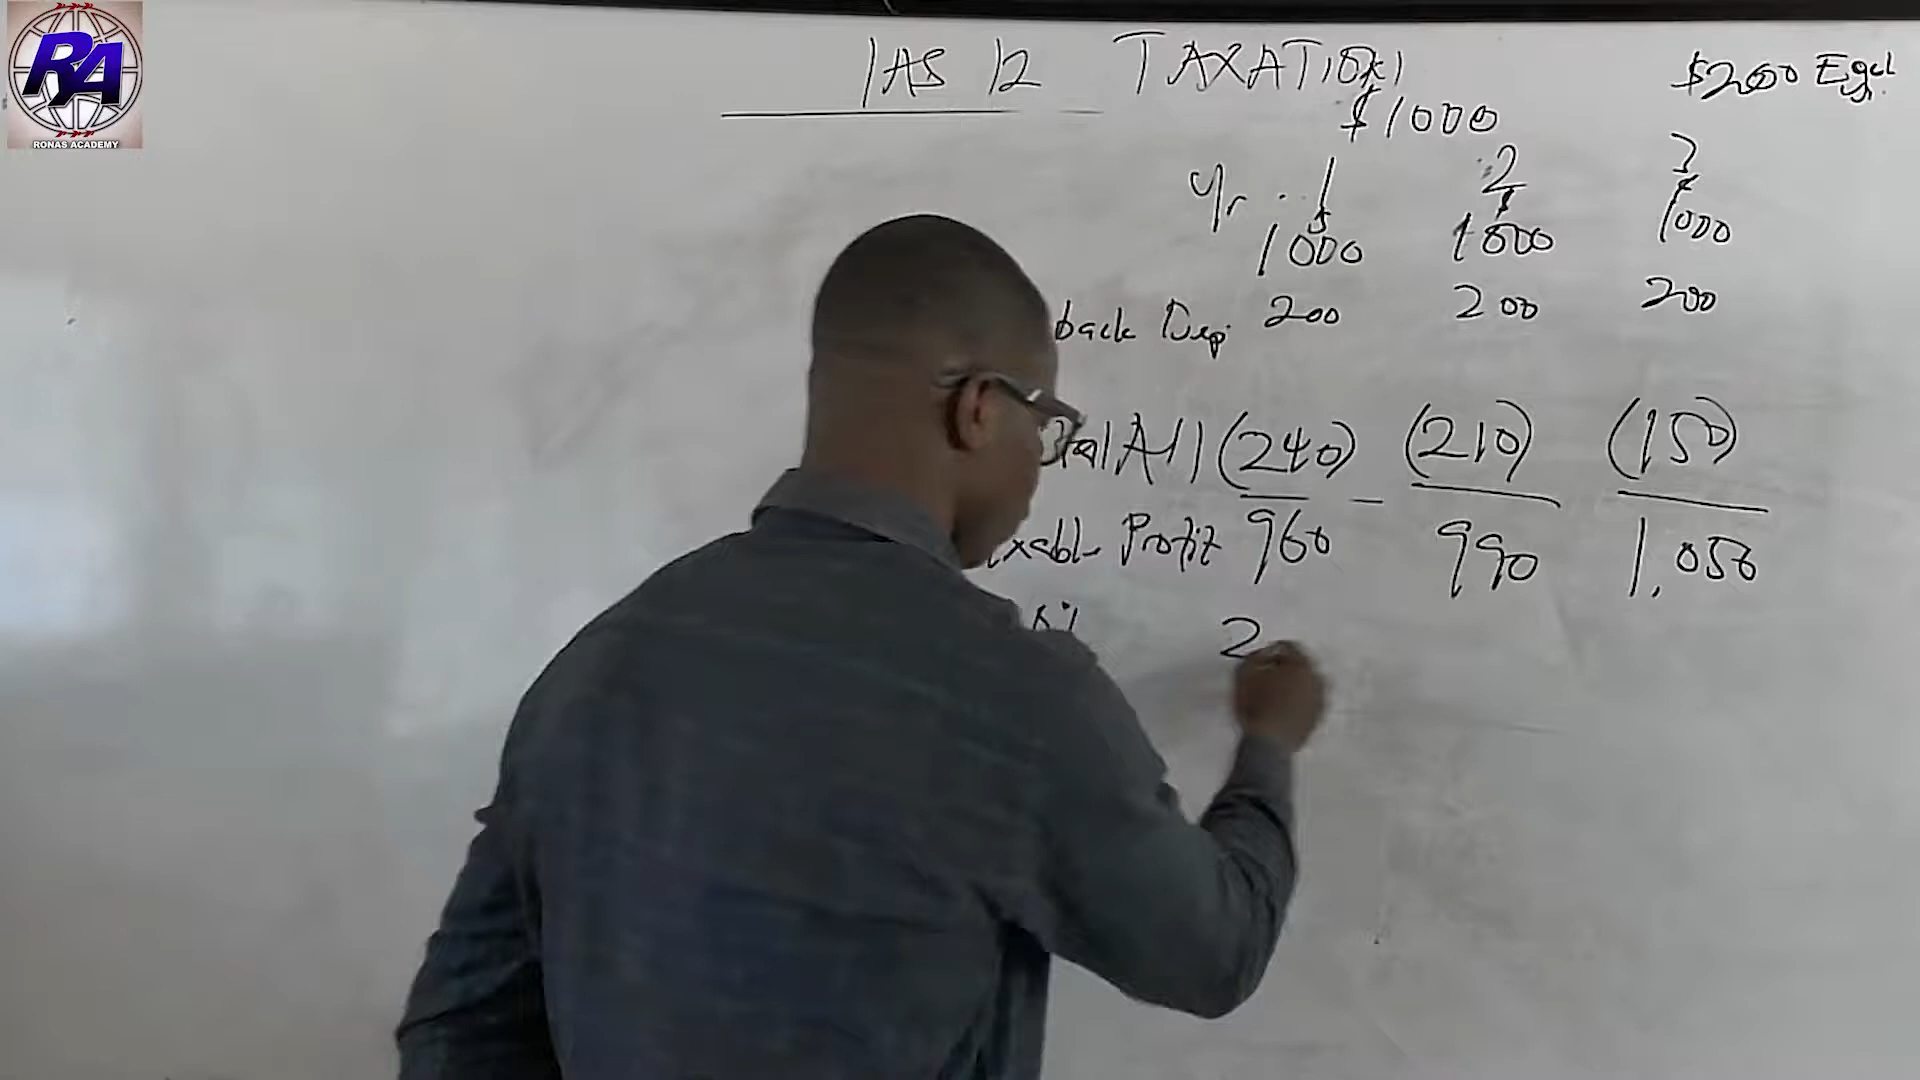 RA
RONAS ACADEMY
IAS 12 TAXATION
$2000
$1000
Yr 1 2 3
$ $ $
1000 1000 1000
back Dep 200 200 200
(240) (210) (150)
Profit 960 990 1,050
2